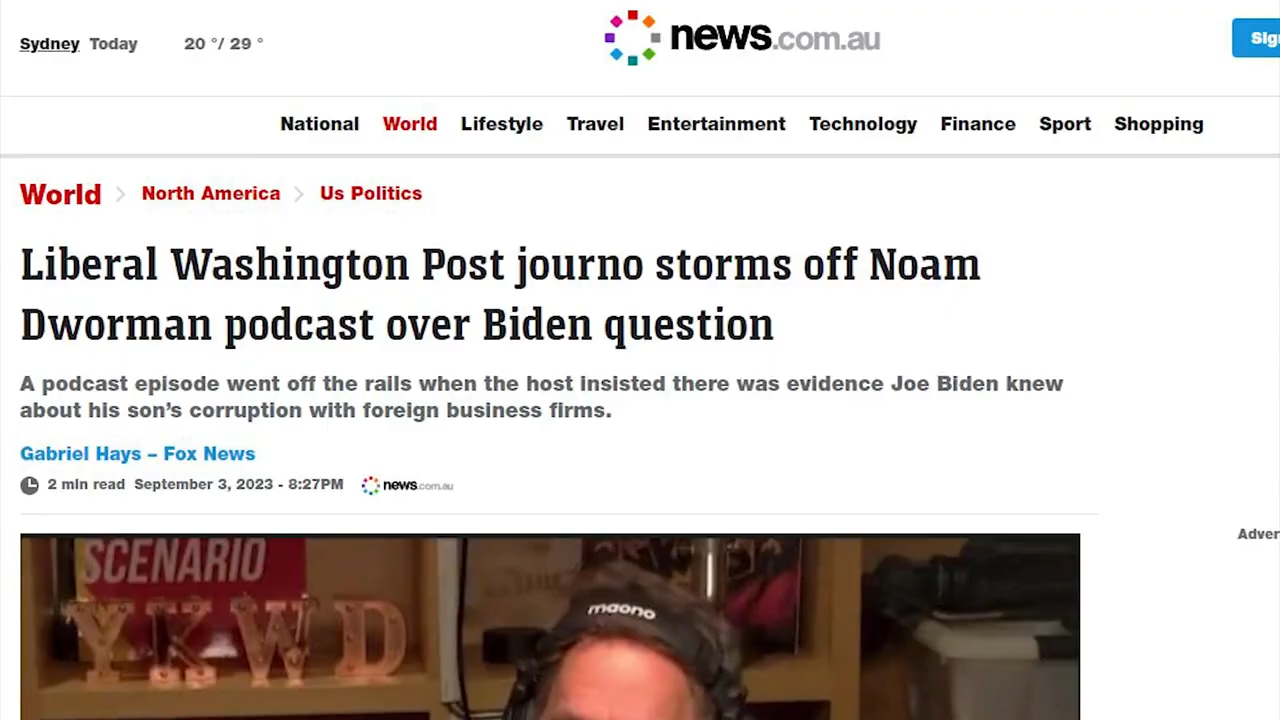 Sydney Today 20 °/ 29 °
news.com.au
National World Lifestyle Travel Entertainment Technology Finance Sport Shopping
World > North America > Us Politics
Liberal Washington Post journo storms off Noam
Dworman podcast over Biden question
A podcast episode went off the rails when the host insisted there was evidence Joe Biden knew
about his son’s corruption with foreign business firms.
Gabriel Hays – Fox News
2 min read September 3, 2023 - 8:27PM news.com.au
SCENARIO
YKWD
maono